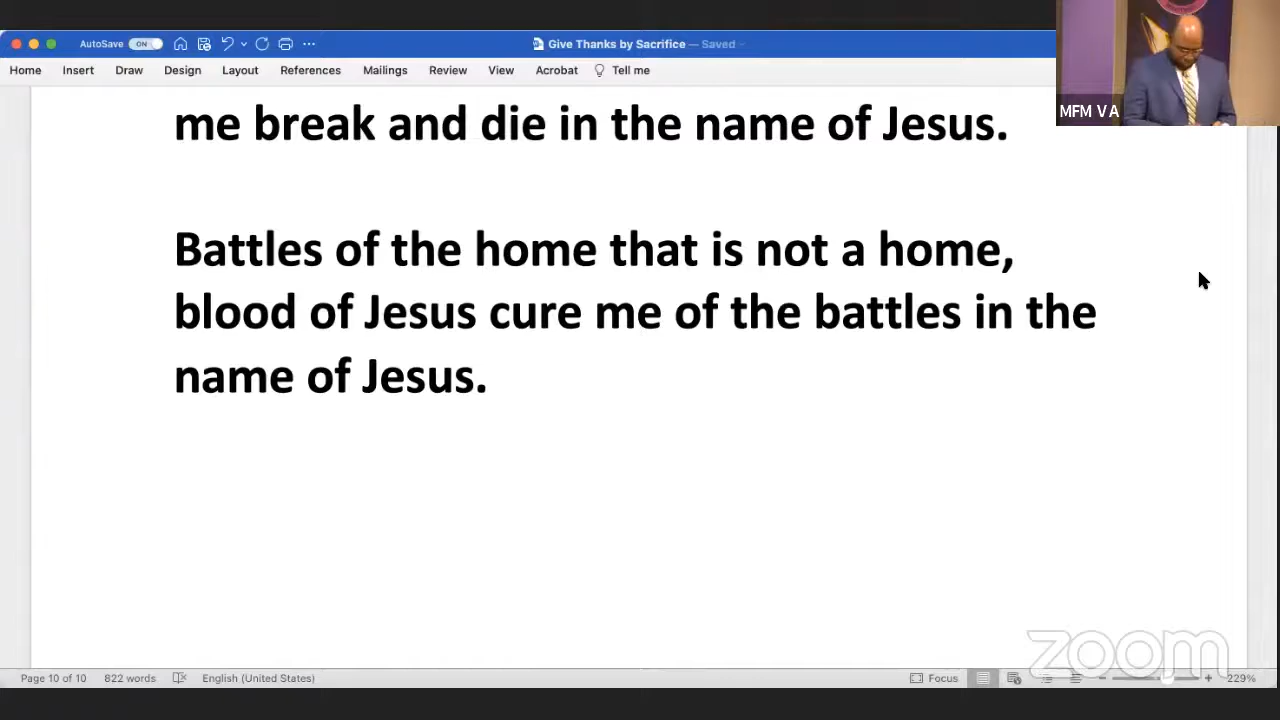 AutoSave ON Give Thanks by Sacrifice — Saved
Home Insert Draw Design Layout References Mailings Review View Acrobat Tell me
MFM V A
me break and die in the name of Jesus.
Battles of the home that is not a home,
blood of Jesus cure me of the battles in the
name of Jesus.
zoom
Page 10 of 10 822 words English (United States) Focus 229%